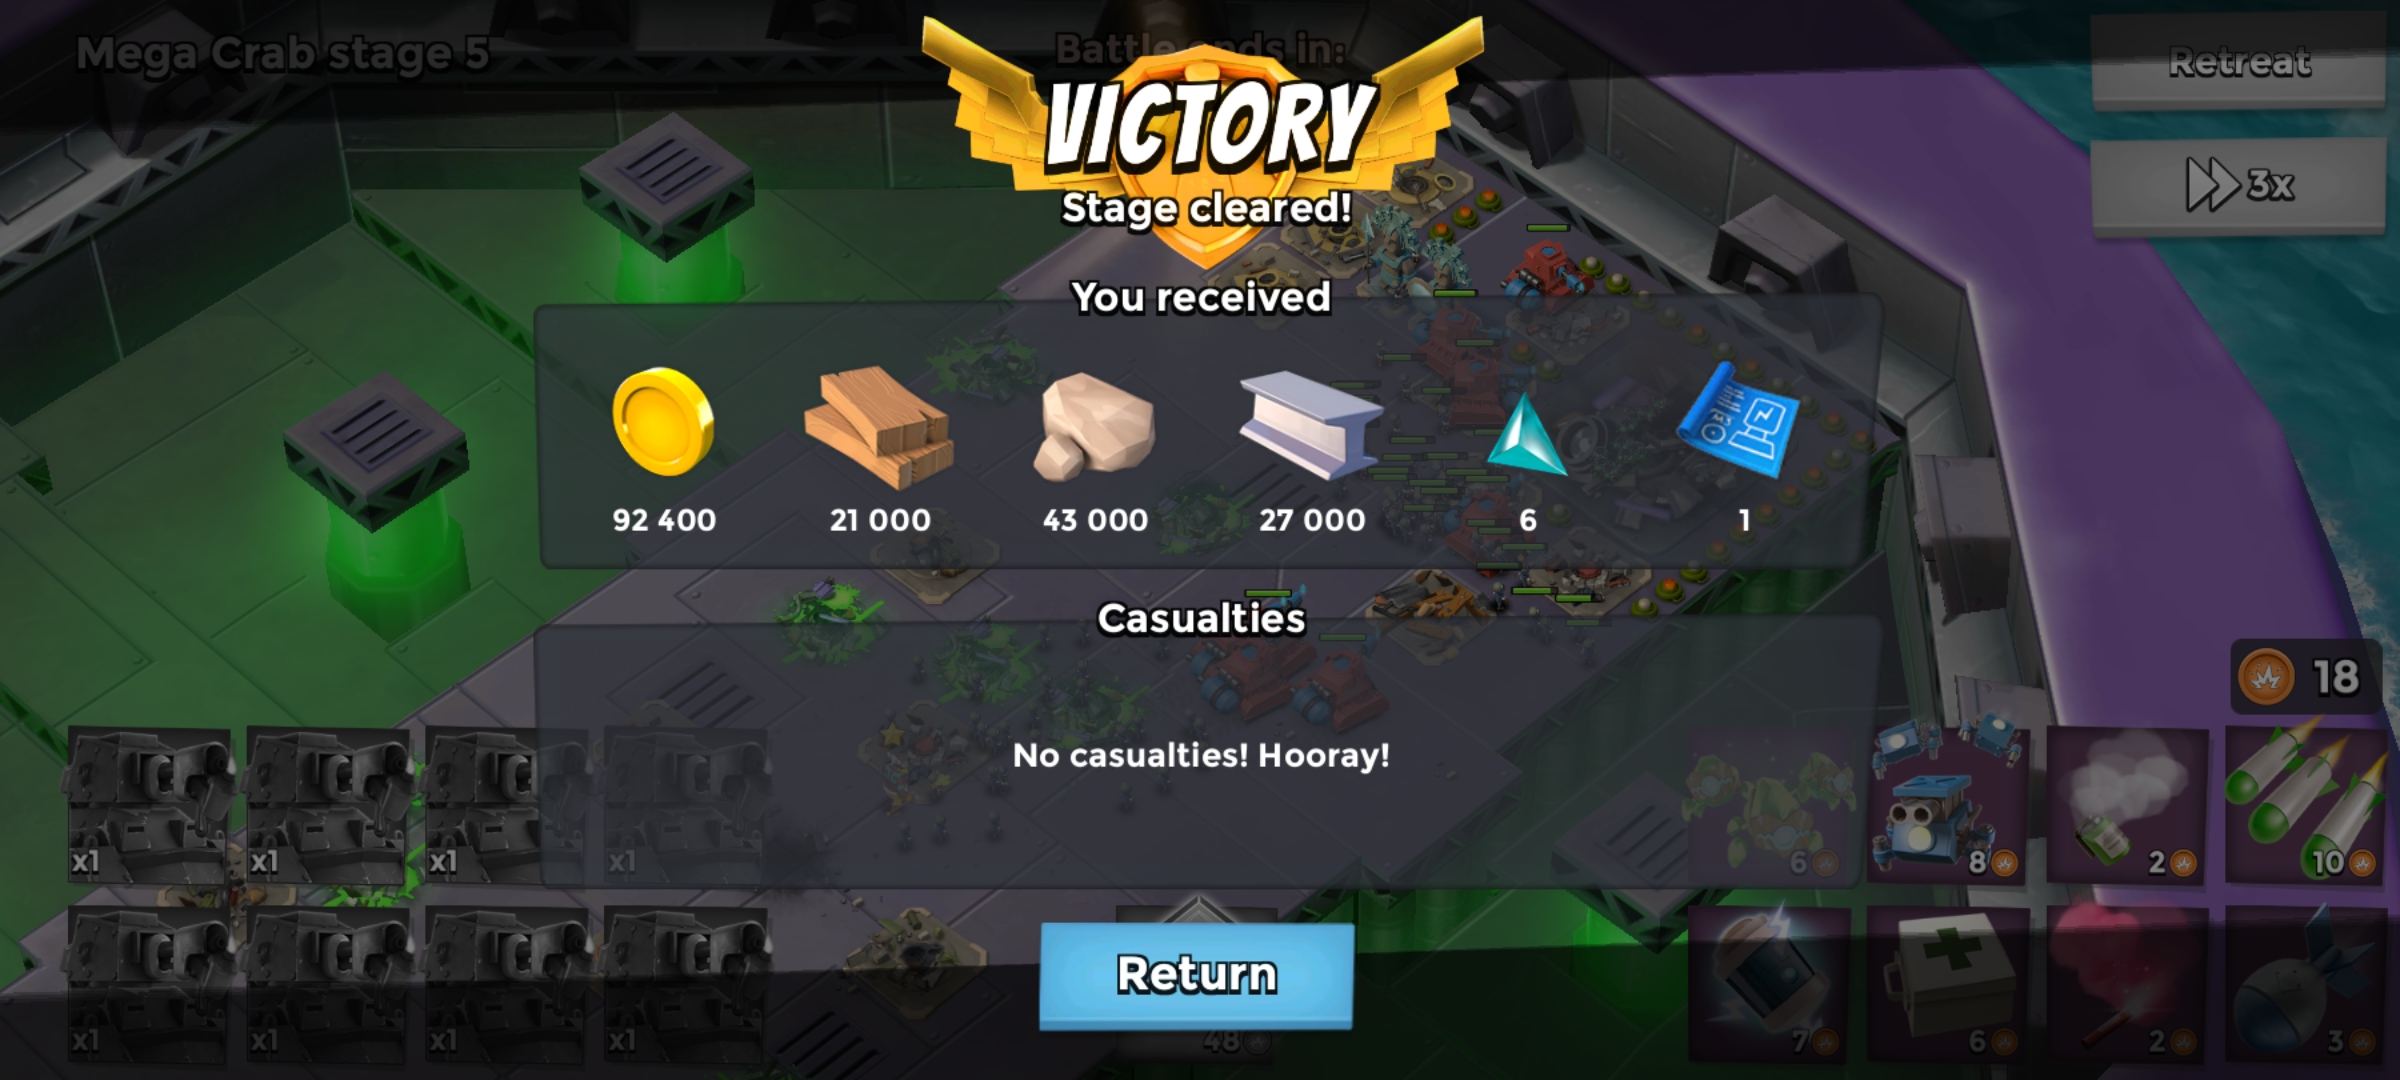 Mega Crab stage 5
Battle ends in:
Retreat
3x
VICTORY
Stage cleared!
You received
92 400
21 000
43 000
27 000
6
1
Casualties
No casualties! Hooray!
18
x1
x1
x1
x1
6
8
2
10
x1
x1
x1
x1
Return
48
7
6
2
3